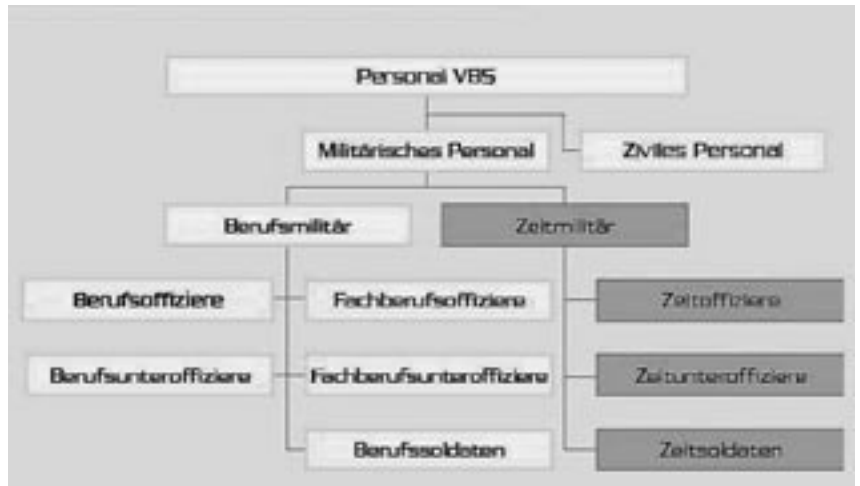 Personal VBS
Militärisches Personal
Ziviles Personal
Berufsmilitär
Zeitmilitär
Berufsoffiziere
Fachberufsoffiziere
Zeitoffiziere
Berufsunteroffiziere
Fachberufsunteroffiziere
Zeitunteroffiziere
Berufssoldaten
Zeitsoldaten